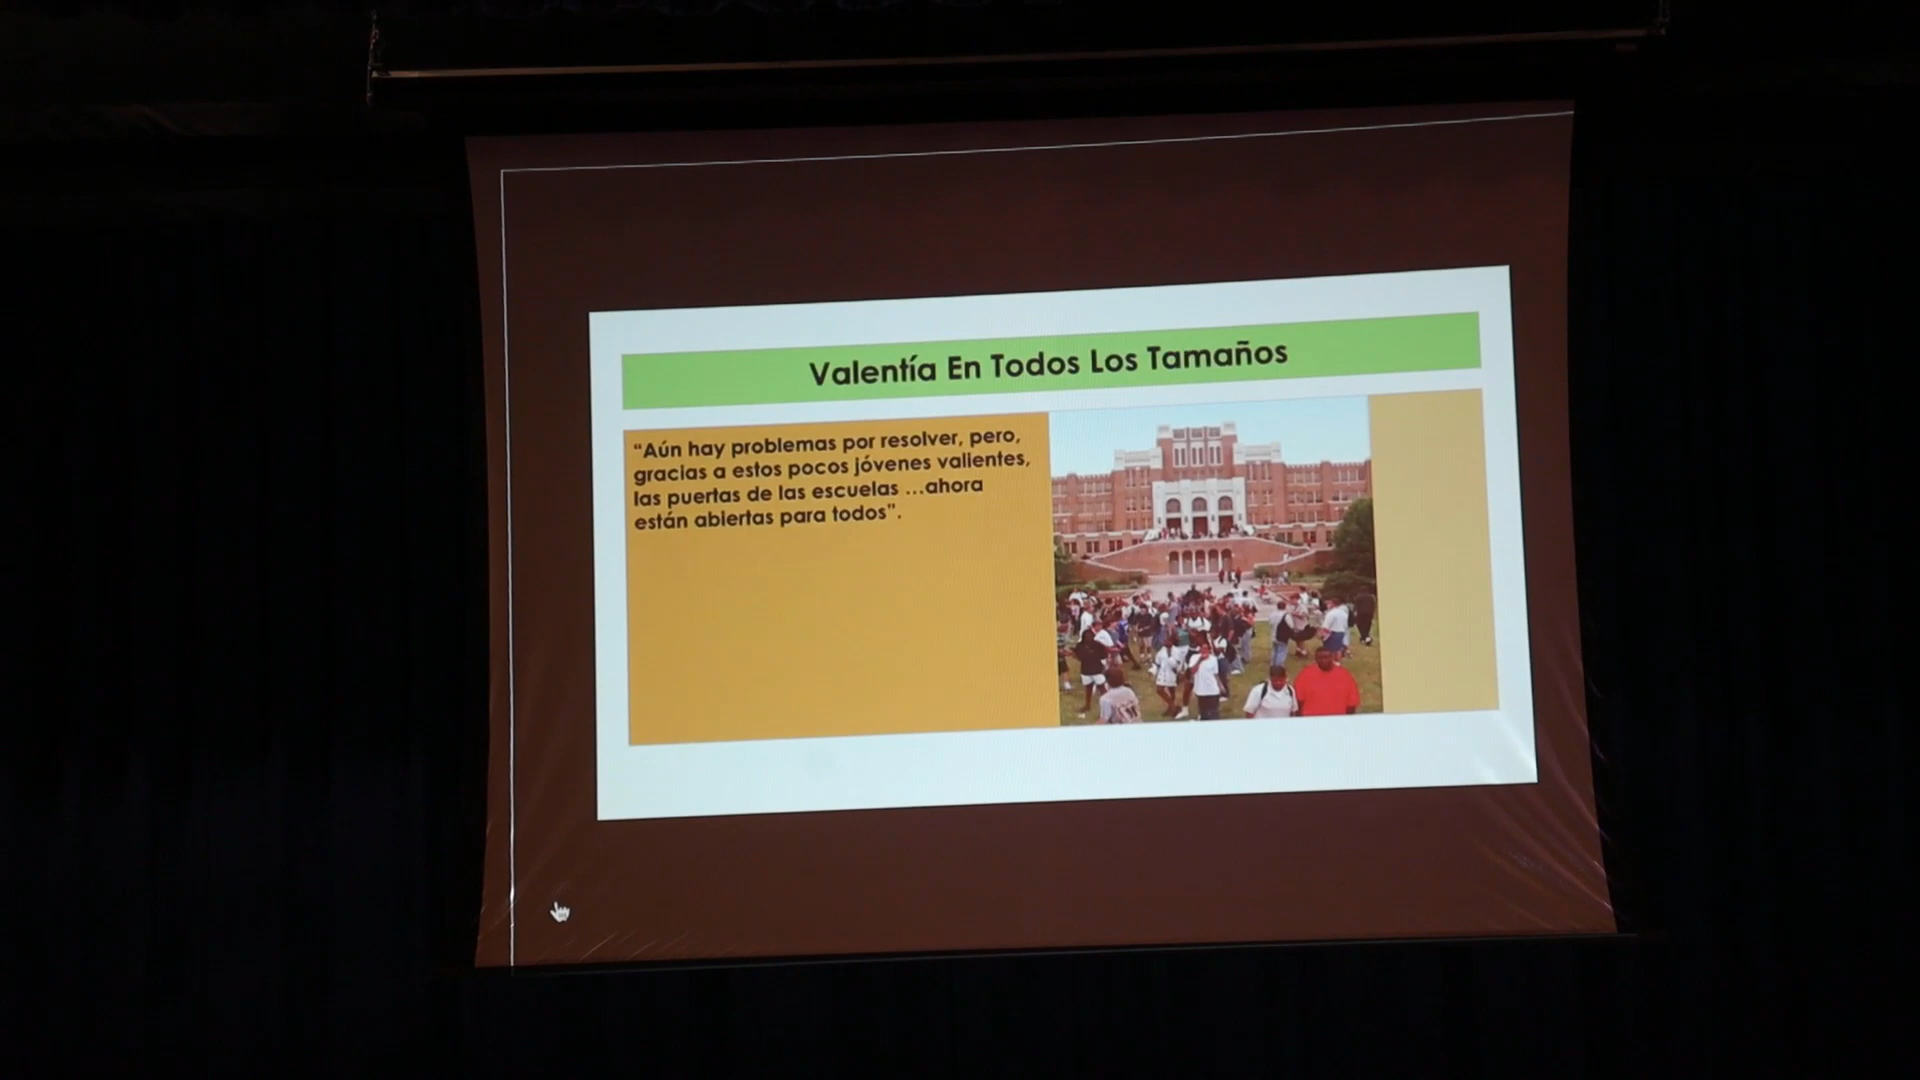 Valentía En Todos Los Tamaños
“Aún hay problemas por resolver, pero,
gracias a estos pocos jóvenes valientes,
las puertas de las escuelas ...ahora
están abiertas para todos”.